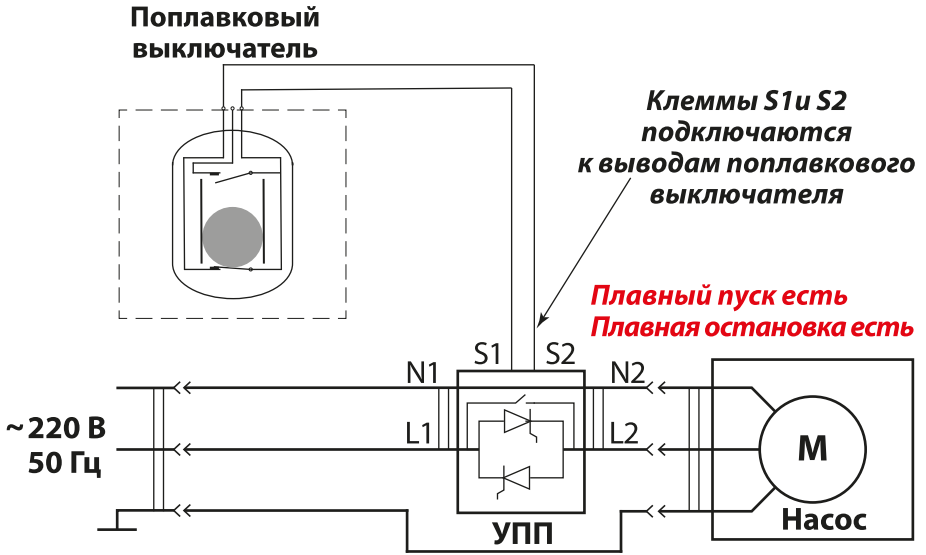 Поплавковый
выключатель
Клеммы S1и S2
подключаются
к выводам поплавкового
выключателя
Плавный пуск есть
Плавная остановка есть
S1
S2
N1
N2
L1
L2
~220 В
50 Гц
М
УПП
Насос